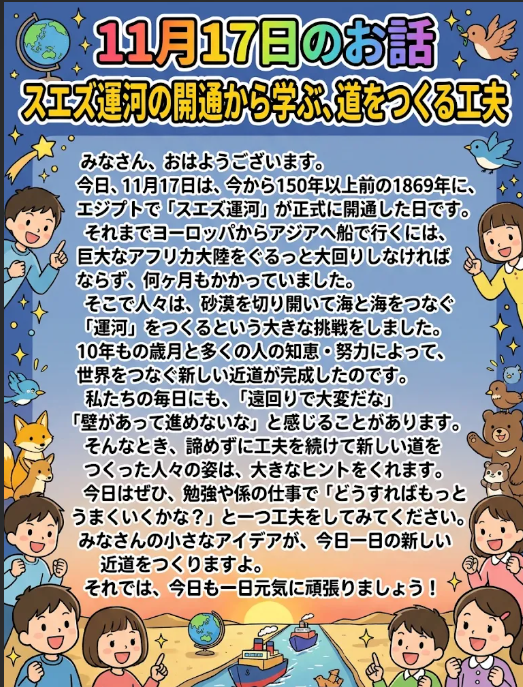 11月17日のお話
スエズ運河の開通から学ぶ、道をつくる工夫
みなさん、おはようございます。
今日、11月17日は、今から150年以上前の1869年に、
エジプトで「スエズ運河」が正式に開通した日です。
それまでヨーロッパからアジアへ船で行くには、
巨大なアフリカ大陸をぐるっと大回りしなければ
ならず、何ヶ月もかかっていました。
そこで人々は、砂漠を切り開いて海と海をつなぐ
「運河」をつくるという大きな挑戦をしました。
10年もの歳月と多くの人の知恵・努力によって、
世界をつなぐ新しい近道が完成したのです。
私たちの毎日にも、「遠回りで大変だな」
「壁があって進めないな」と感じることがあります。
そんなとき、諦めずに工夫を続けて新しい道を
つくった人々の姿は、大きなヒントをくれます。
今日はぜひ、勉強や係の仕事で「どうすればもっと
うまくいくかな？」と一つ工夫をしてみてください。
みなさんの小さなアイデアが、今日一日の新しい
近道をつくりますよ。
それでは、今日も一日元気に頑張りましょう！